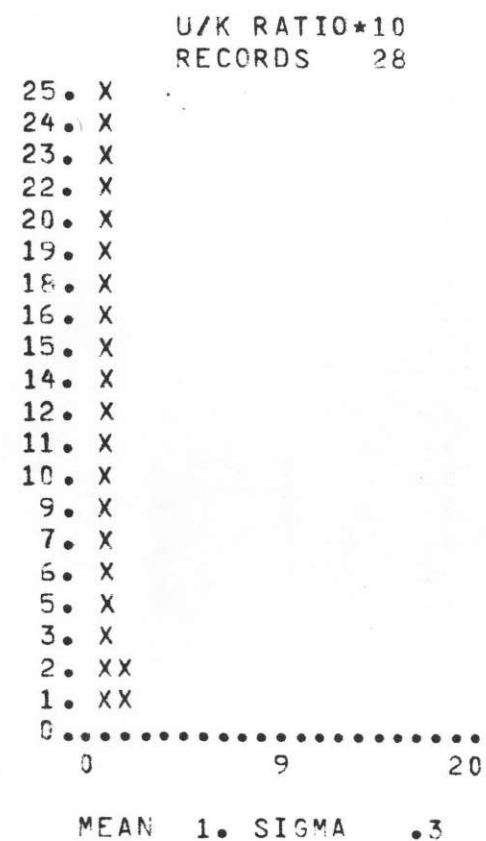 U/K RATIO*10
RECORDS 28
25. X
24. X
23. X
22. X
20. X
19. X
18. X
16. X
15. X
14. X
12. X
11. X
10. X
9. X
7. X
6. X
5. X
3. X
2. XX
1. XX
0......................
0 9 20
MEAN 1. SIGMA .3